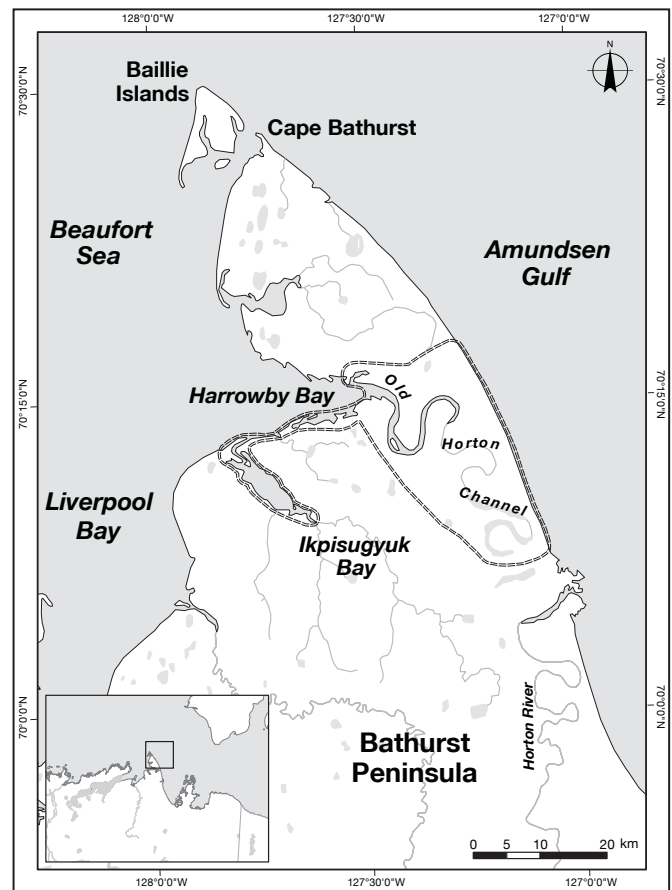 128°0'0"W
127°30'0"W
127°0'0"W
N
70°30'0"N
70°30'0"N
Baillie
Islands
Cape Bathurst
Beaufort
Sea
Amundsen
Gulf
70°15'0"N
70°15'0"N
Harrowby Bay
Old
Horton
Channel
Liverpool
Bay
Ikpisugyuk
Bay
70°0'0"N
70°0'0"N
Bathurst
Peninsula
Horton River
0 5 10 20 km
128°0'0"W
127°30'0"W
127°0'0"W